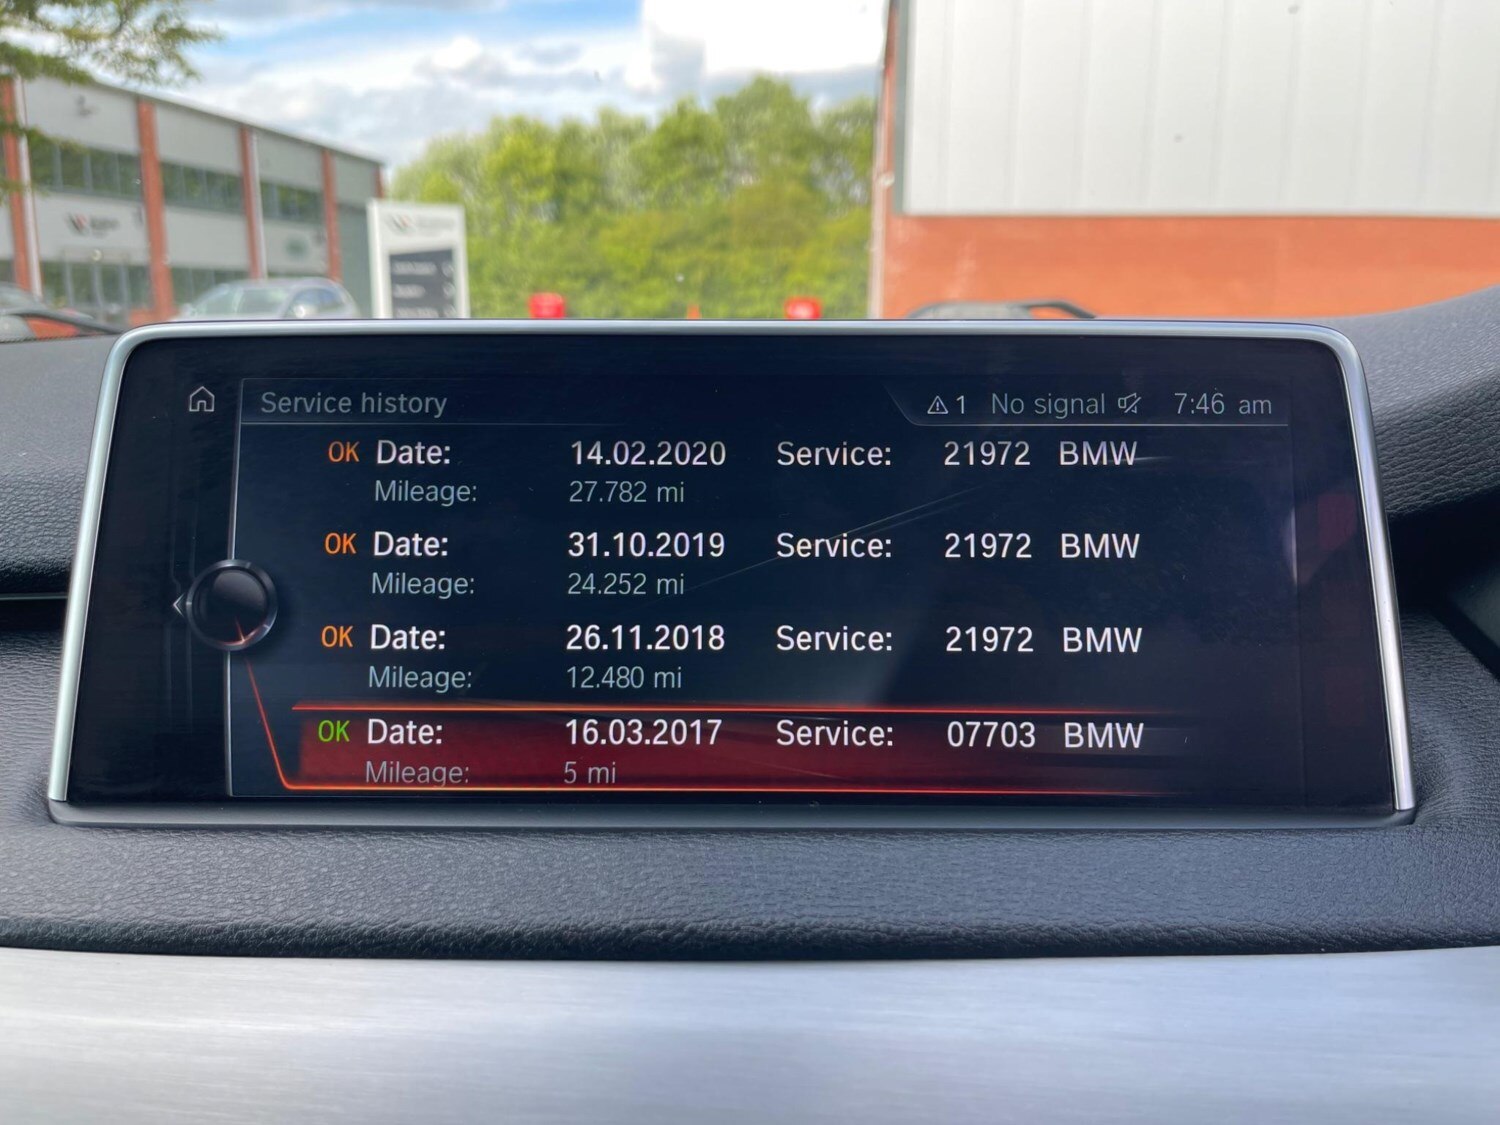 Service history
1 No signal 7:46 am
OK Date: 14.02.2020 Service: 21972 BMW
Mileage: 27.782 mi
OK Date: 31.10.2019 Service: 21972 BMW
Mileage: 24.252 mi
OK Date: 26.11.2018 Service: 21972 BMW
Mileage: 12.480 mi
OK Date: 16.03.2017 Service: 07703 BMW
Mileage: 5 mi